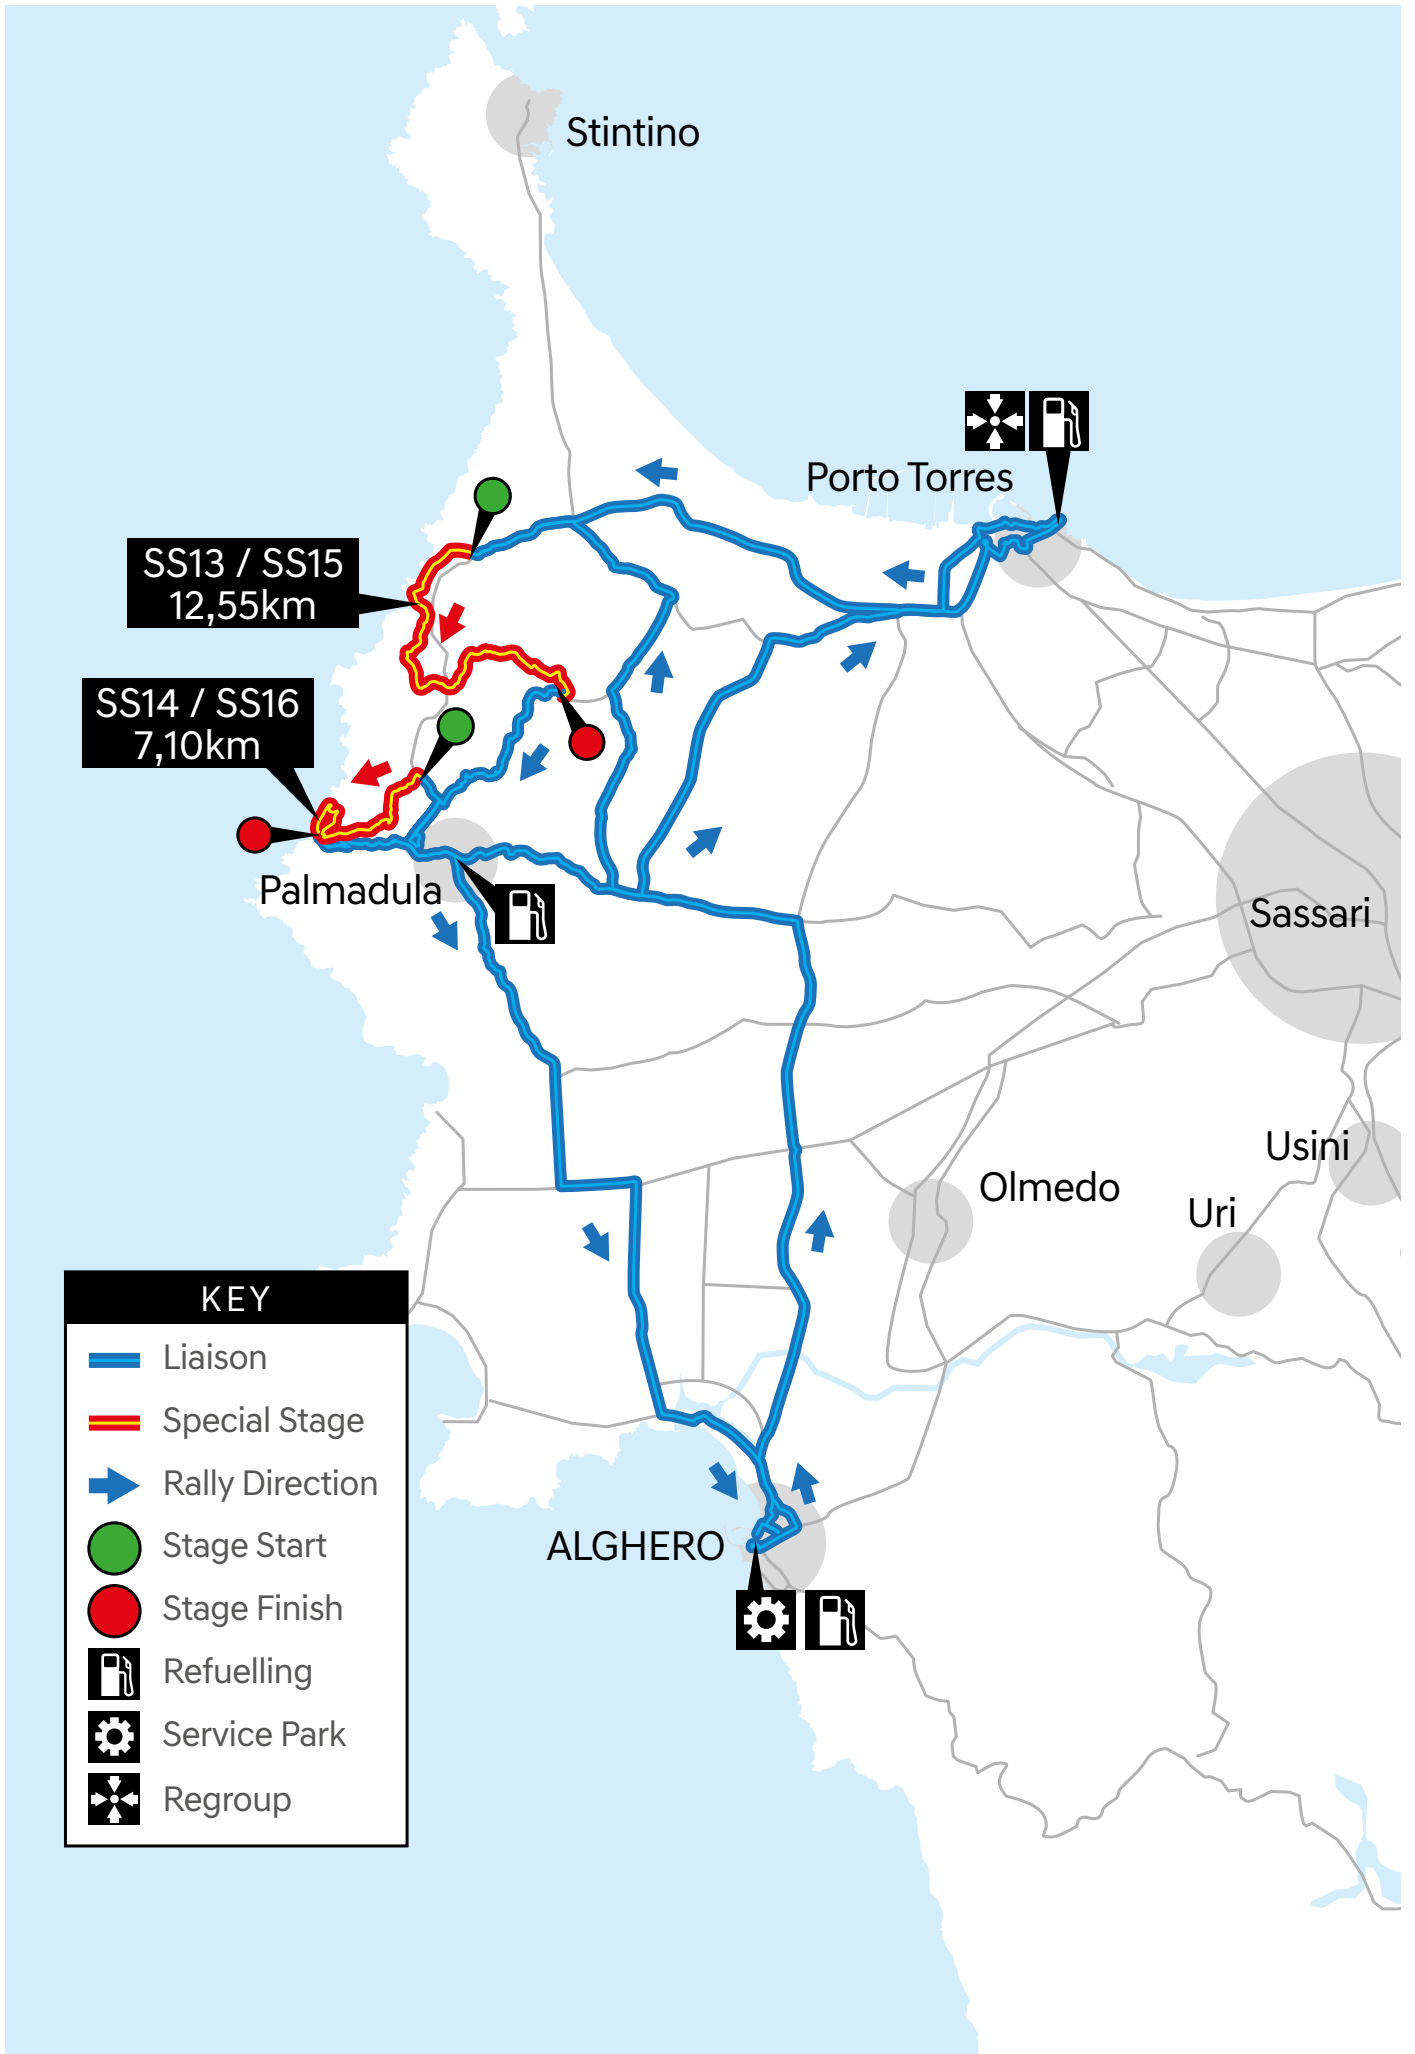 Stintino
Porto Torres
SS13 / SS15
12,55km
SS14 / SS16
7,10km
Palmadula
Sassari
Usini
Olmedo
Uri
ALGHERO
KEY
Liaison
Special Stage
Rally Direction
Stage Start
Stage Finish
Refuelling
Service Park
Regroup